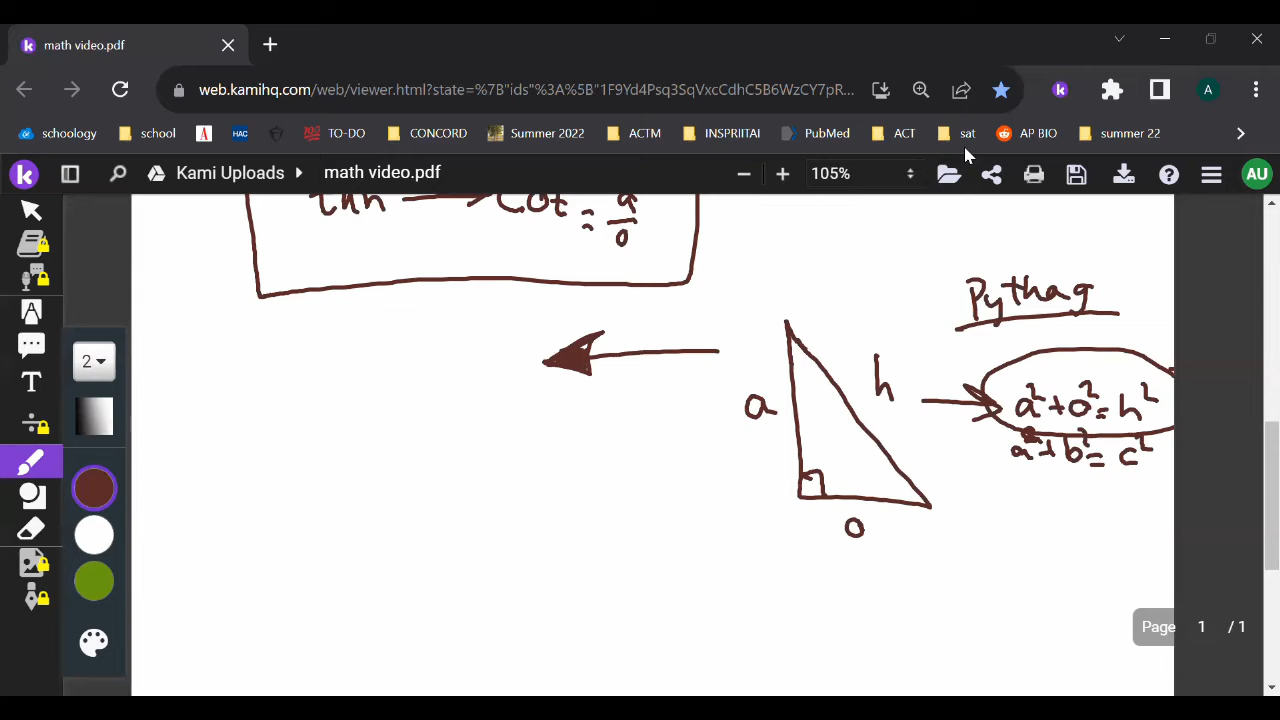 math video.pdf
web.kamihq.com/web/viewer.html?state=%7B"ids"%3A%5B"1F9Yd4Psq3SqVxcCdhC5B6WzCY7pR...
A
schoology school HAC TO-DO CONCORD Summer 2022 ACTM INSPRIITAI PubMed ACT sat AP BIO summer 22
Kami Uploads math video.pdf 105% AU
tan → Cot = a/o
Pythag
a
h
a²+o²=h²
a²+b²=c²
o
2
Page 1 / 1